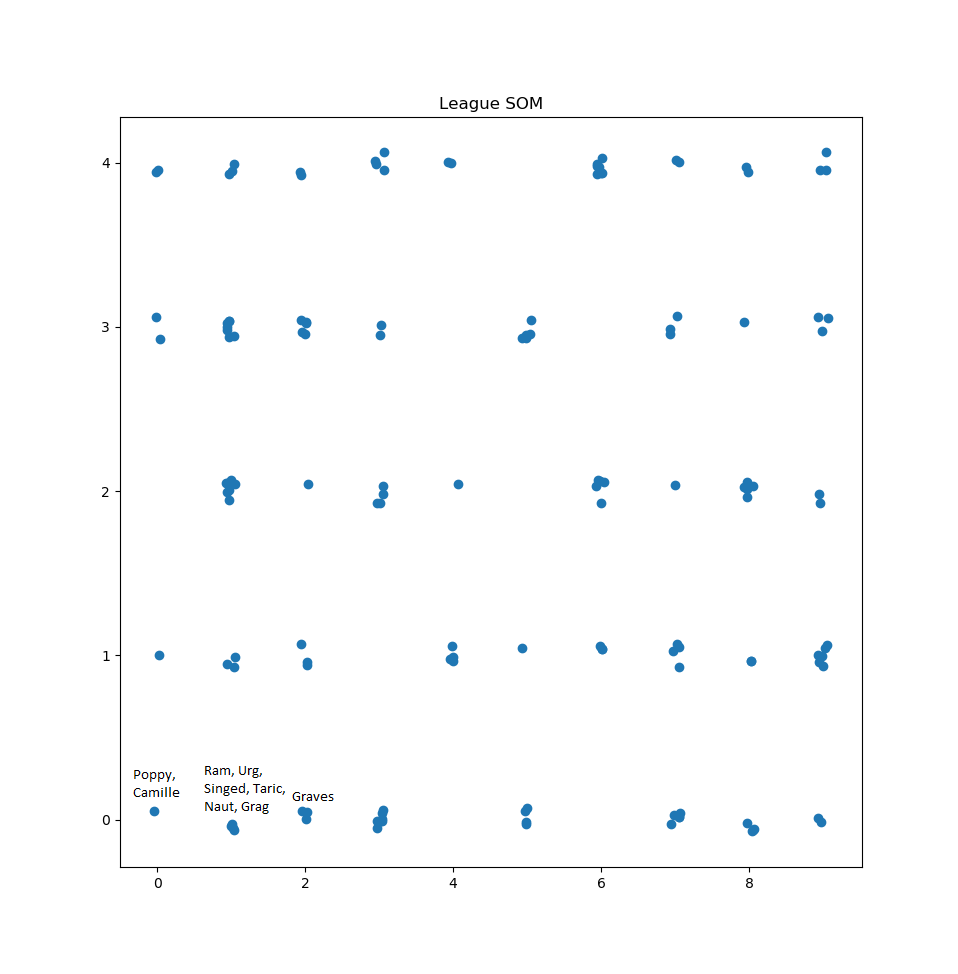 League SOM
4
3
2
1
0
Poppy,
Camille
Ram, Urg,
Singed, Taric,
Naut, Grag
Graves
0 2 4 6 8